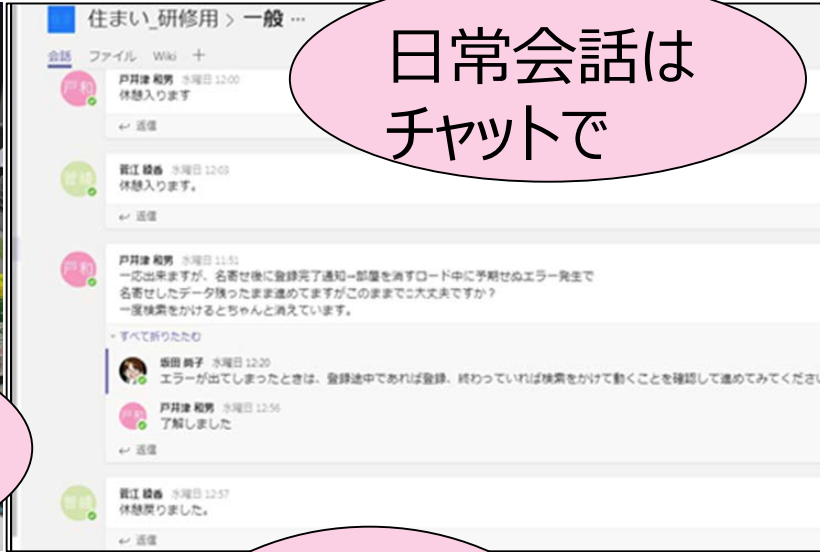 住まい_研修用 > 一般 …
会話 ファイル Wiki +
日常会話は
チャットで
戸井津 和男 水曜日 12:00
休憩入ります
返信
水曜日 12:03
休憩入ります。
返信
戸井津 和男 水曜日 11:51
一応出来ますが、名寄せ後に登録完了通知→部屋を消すロード中に予期せぬエラー発生で
名寄せしたデータ残ったまま進めてますがこのままで大丈夫ですか？
一度検索をかけるとちゃんと消えています。
すべて折りたたむ
坂田 尚子 水曜日 12:20
エラーが出てしまったときは、登録途中であれば登録、終わっていれば検索をかけて動くことを確認して進めてみてください
戸井津 和男 水曜日 12:56
了解しました
返信
水曜日 12:57
休憩戻りました。
返信